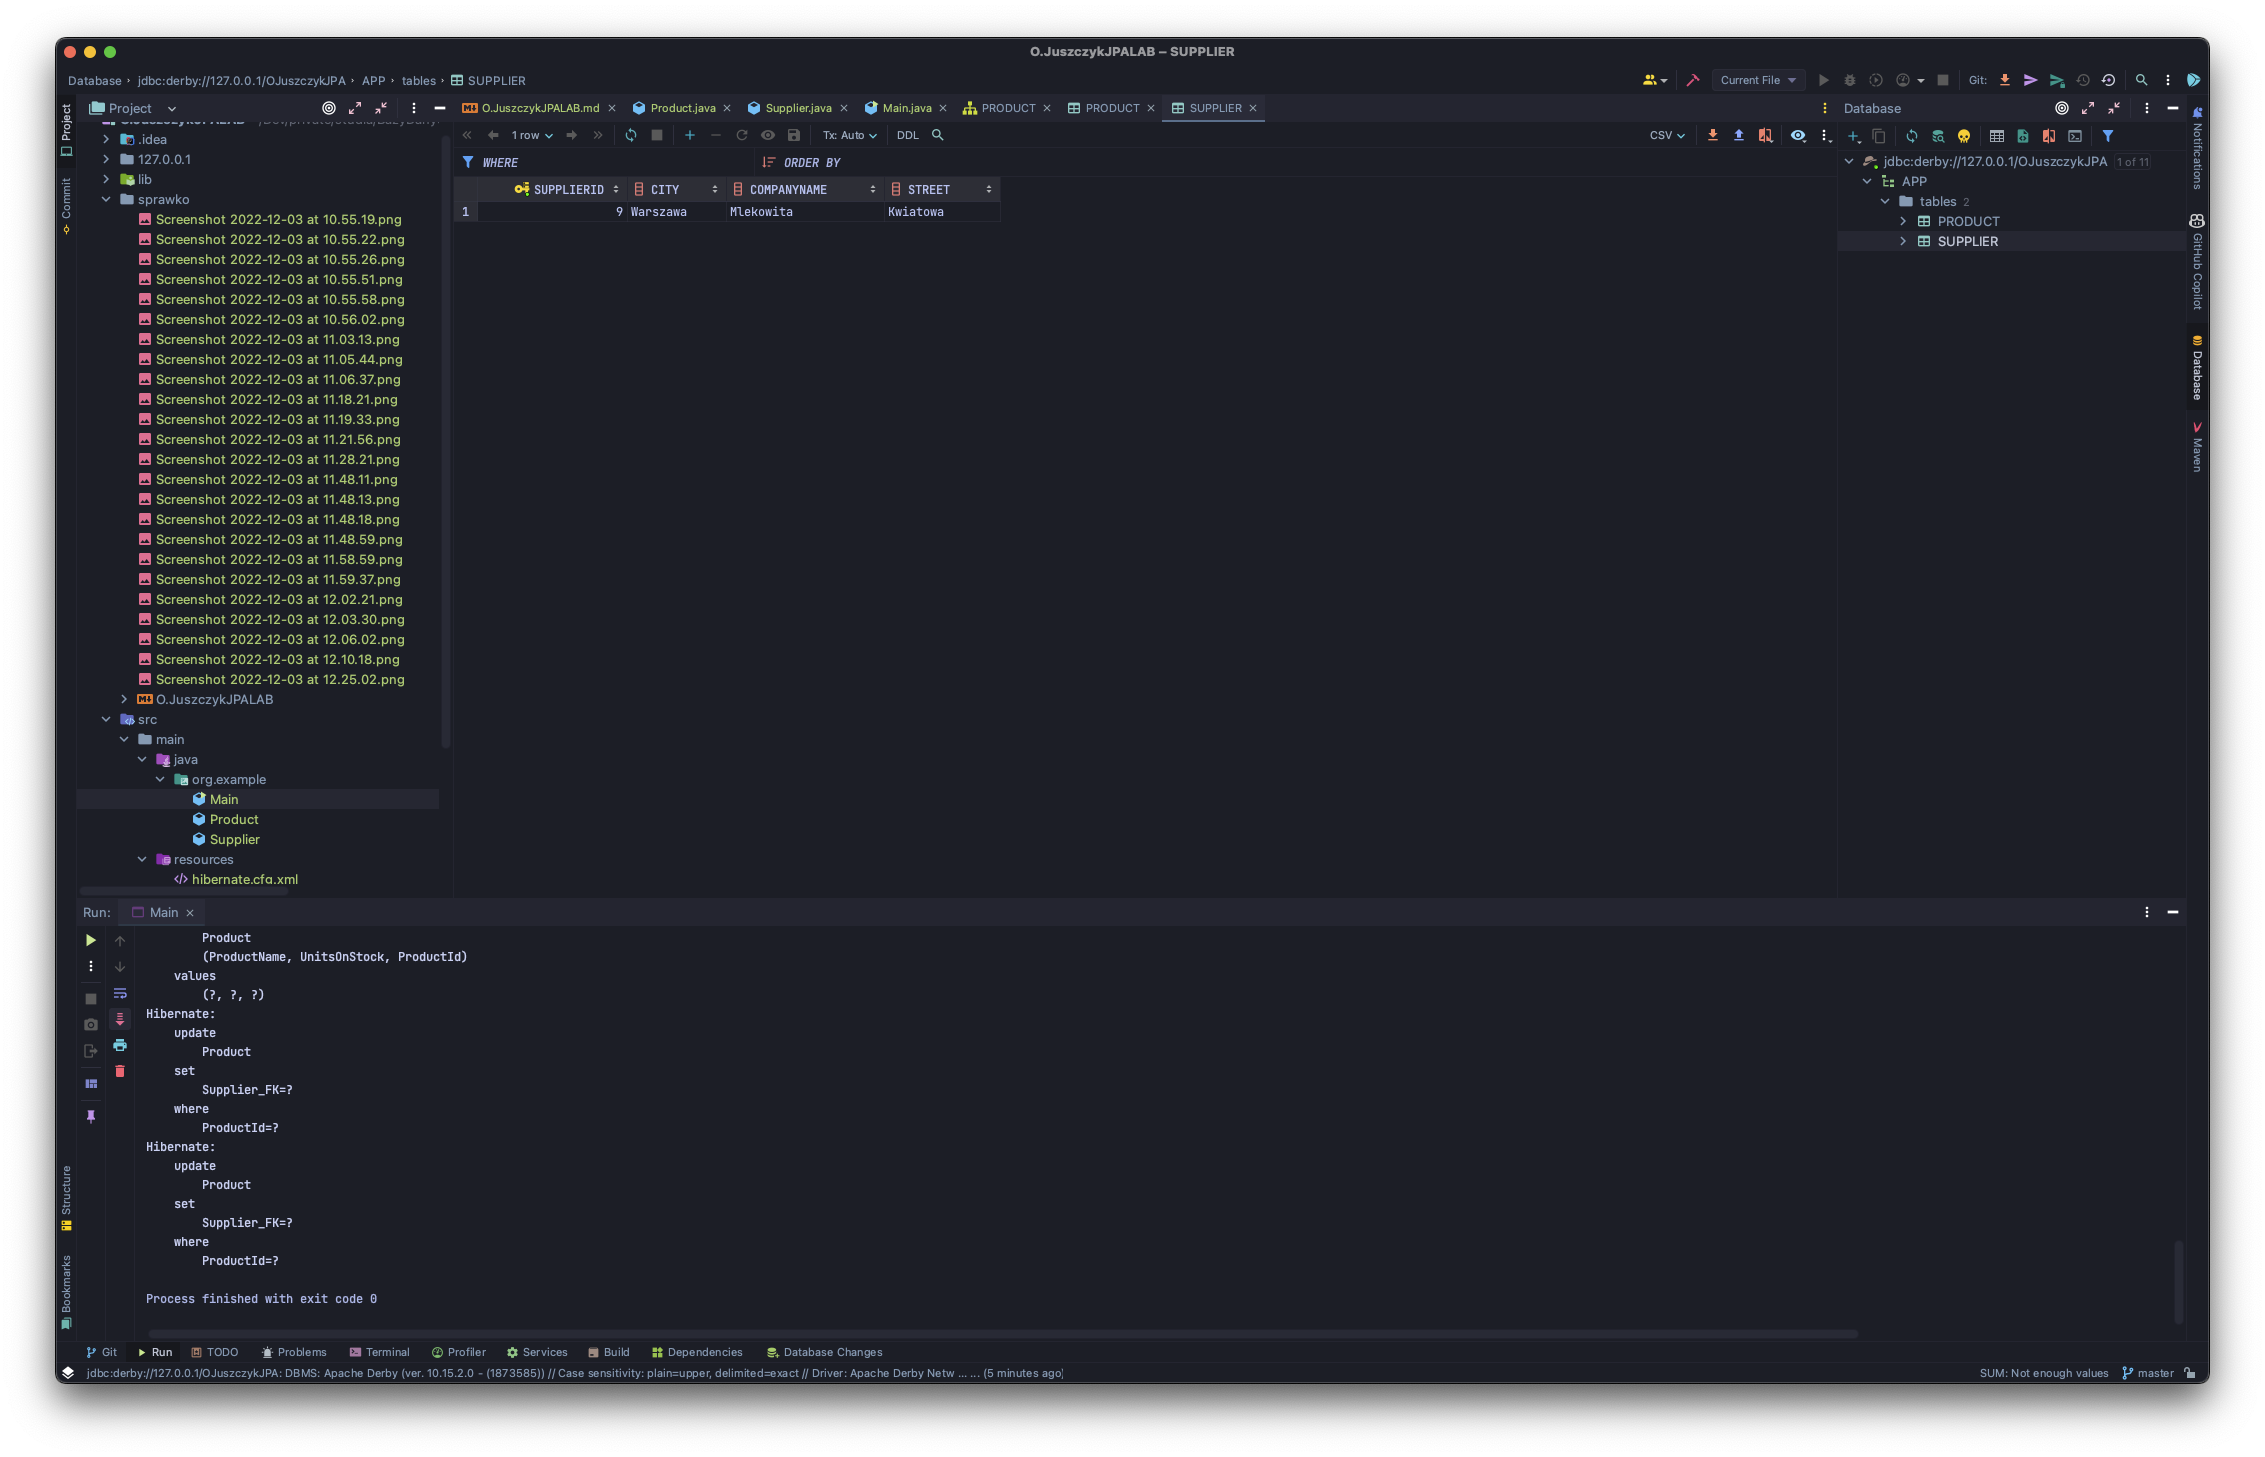 O.JuszczykJPALAB – SUPPLIER
Database › jdbc:derby://127.0.0.1/OJuszczykJPA › APP › tables › SUPPLIER
Current File
Git:
Project
O.JuszczykJPALAB.md
Product.java
Supplier.java
Main.java
PRODUCT
PRODUCT
SUPPLIER
Database
1 row
Tx: Auto
DDL
CSV
WHERE
ORDER BY
SUPPLIERID CITY COMPANYNAME STREET
1 9 Warszawa Mlekowita Kwiatowa
.idea
127.0.0.1
lib
sprawko
Screenshot 2022-12-03 at 10.55.19.png
Screenshot 2022-12-03 at 10.55.22.png
Screenshot 2022-12-03 at 10.55.26.png
Screenshot 2022-12-03 at 10.55.51.png
Screenshot 2022-12-03 at 10.55.58.png
Screenshot 2022-12-03 at 10.56.02.png
Screenshot 2022-12-03 at 11.03.13.png
Screenshot 2022-12-03 at 11.05.44.png
Screenshot 2022-12-03 at 11.06.37.png
Screenshot 2022-12-03 at 11.18.21.png
Screenshot 2022-12-03 at 11.19.33.png
Screenshot 2022-12-03 at 11.21.56.png
Screenshot 2022-12-03 at 11.28.21.png
Screenshot 2022-12-03 at 11.48.11.png
Screenshot 2022-12-03 at 11.48.13.png
Screenshot 2022-12-03 at 11.48.18.png
Screenshot 2022-12-03 at 11.48.59.png
Screenshot 2022-12-03 at 11.58.59.png
Screenshot 2022-12-03 at 11.59.37.png
Screenshot 2022-12-03 at 12.02.21.png
Screenshot 2022-12-03 at 12.03.30.png
Screenshot 2022-12-03 at 12.06.02.png
Screenshot 2022-12-03 at 12.10.18.png
Screenshot 2022-12-03 at 12.25.02.png
O.JuszczykJPALAB
src
main
java
org.example
Main
Product
Supplier
resources
hibernate.cfg.xml
jdbc:derby://127.0.0.1/OJuszczykJPA 1 of 11
APP
tables 2
PRODUCT
SUPPLIER
Project
Commit
Structure
Bookmarks
Notifications
GitHub Copilot
Database
Maven
Run: Main
Product
(ProductName, UnitsOnStock, ProductId)
values
(?, ?, ?)
Hibernate:
update
Product
set
Supplier_FK=?
where
ProductId=?
Hibernate:
update
Product
set
Supplier_FK=?
where
ProductId=?
Process finished with exit code 0
Git Run TODO Problems Terminal Profiler Services Build Dependencies Database Changes
jdbc:derby://127.0.0.1/OJuszczykJPA: DBMS: Apache Derby (ver. 10.15.2.0 - (1873585)) // Case sensitivity: plain=upper, delimited=exact // Driver: Apache Derby Netw ... ... (5 minutes ago)
SUM: Not enough values
master